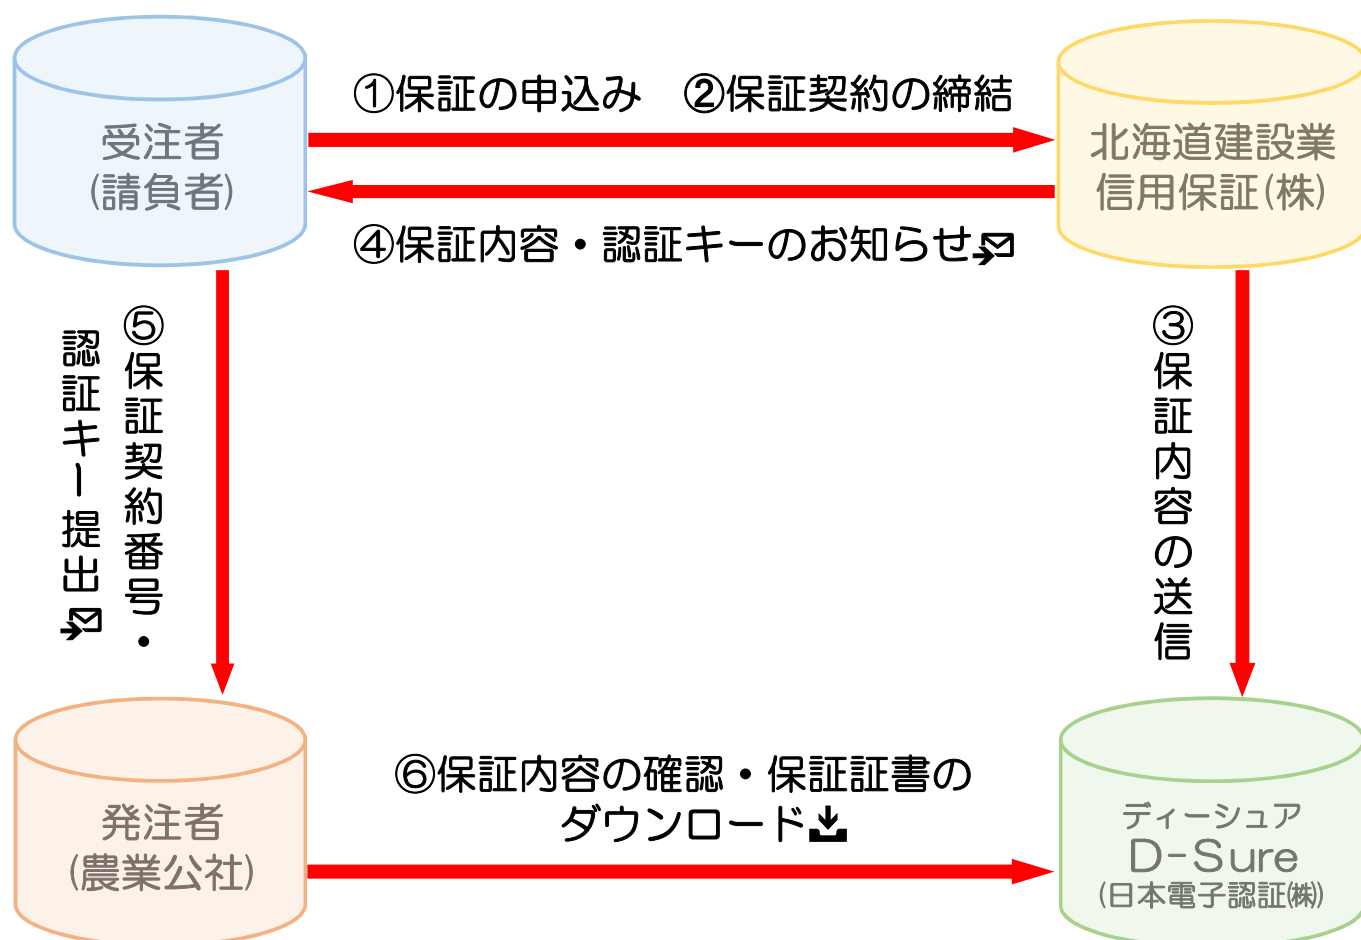 ①保証の申込み　②保証契約の締結
受注者
(請負者)
北海道建設業
信用保証(株)
④保証内容・認証キーのお知らせ
⑤保証契約番号・
認証キー提出
③保証内容の送信
⑥保証内容の確認・保証証書の
ダウンロード
発注者
(農業公社)
ディーシュア
D-Sure
(日本電子認証㈱)